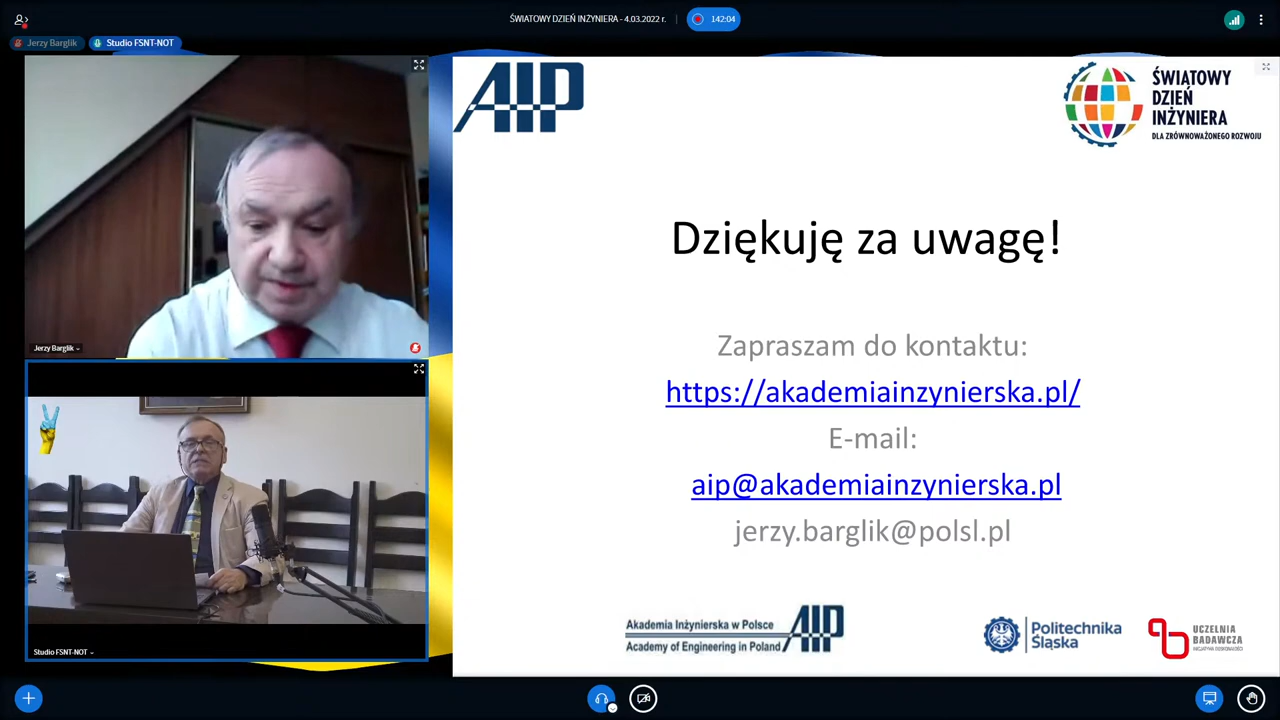 ŚWIATOWY DZIEŃ INŻYNIERA - 4.03.2022 r.
142:04
Jerzy Barglik
Studio FSNT-NOT
Jerzy Barglik
Studio FSNT-NOT
AIP
ŚWIATOWY
DZIEŃ
INŻYNIERA
DLA ZRÓWNOWAŻONEGO ROZWOJU
Dziękuję za uwagę!
Zapraszam do kontaktu:
https://akademiainzynierska.pl/
E-mail:
aip@akademiainzynierska.pl
jerzy.barglik@polsl.pl
Akademia Inżynierska w Polsce
Academy of Engineering in Poland
AIP
Politechnika
Śląska
UCZELNIA
BADAWCZA
INICJATYWA DOSKONAŁOŚCI